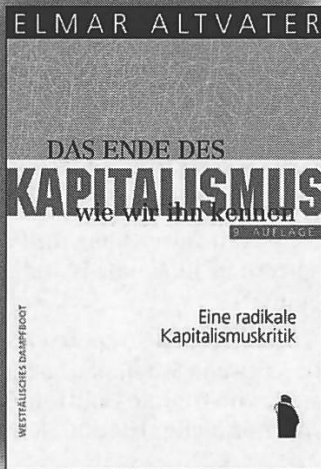 ELMAR ALTVATER
DAS ENDE DES
KAPITALISMUS
wie wir ihn kennen
9. AUFLAGE
Eine radikale
Kapitalismuskritik
WESTFÄLISCHES DAMPFBOOT